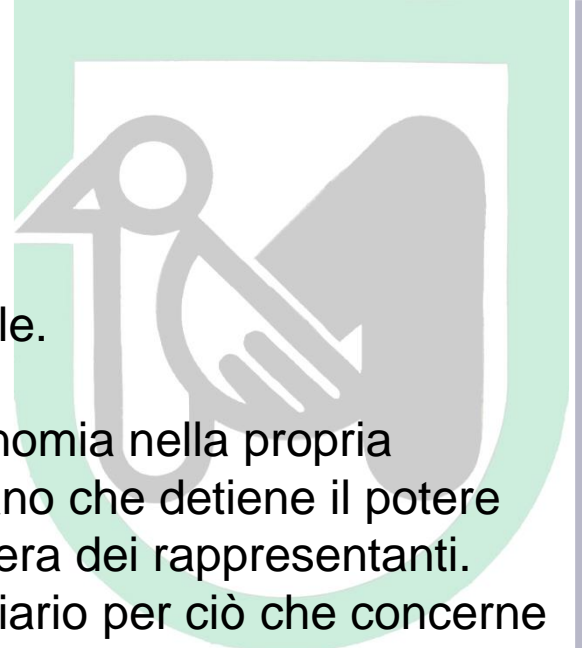 le.
nomia nella propria
no che detiene il potere
era dei rappresentanti.
iario per ciò che concerne